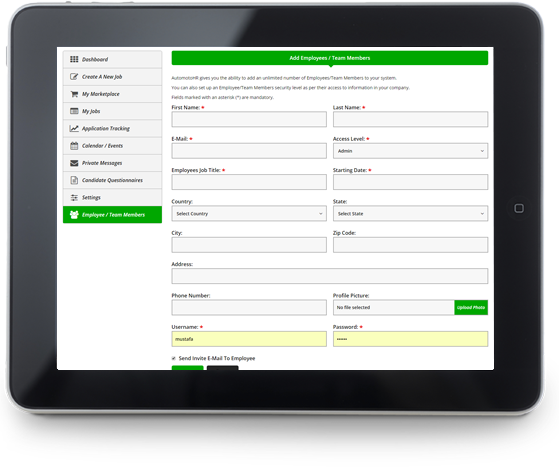 Dashboard
Create A New Job
My Marketplace
My Jobs
Application Tracking
Calendar / Events
Private Messages
Candidate Questionnaires
Settings
Employee / Team Members
Add Employees / Team Members
AutomotoHR gives you the ability to add an unlimited number of Employees/Team Members to your system.
You can also set up an Employee/Team Members security level as per their access to information in your company.
Fields marked with an asterisk (*) are mandatory.
First Name: * Last Name: *
E-Mail: * Access Level: *
Admin
Employees Job Title: * Starting Date: *
Country: State:
Select Country Select State
City: Zip Code:
Address:
Phone Number: Profile Picture:
No file selected Upload Photo
Username: * Password: *
mustafa ••••••
Send Invite E-Mail To Employee